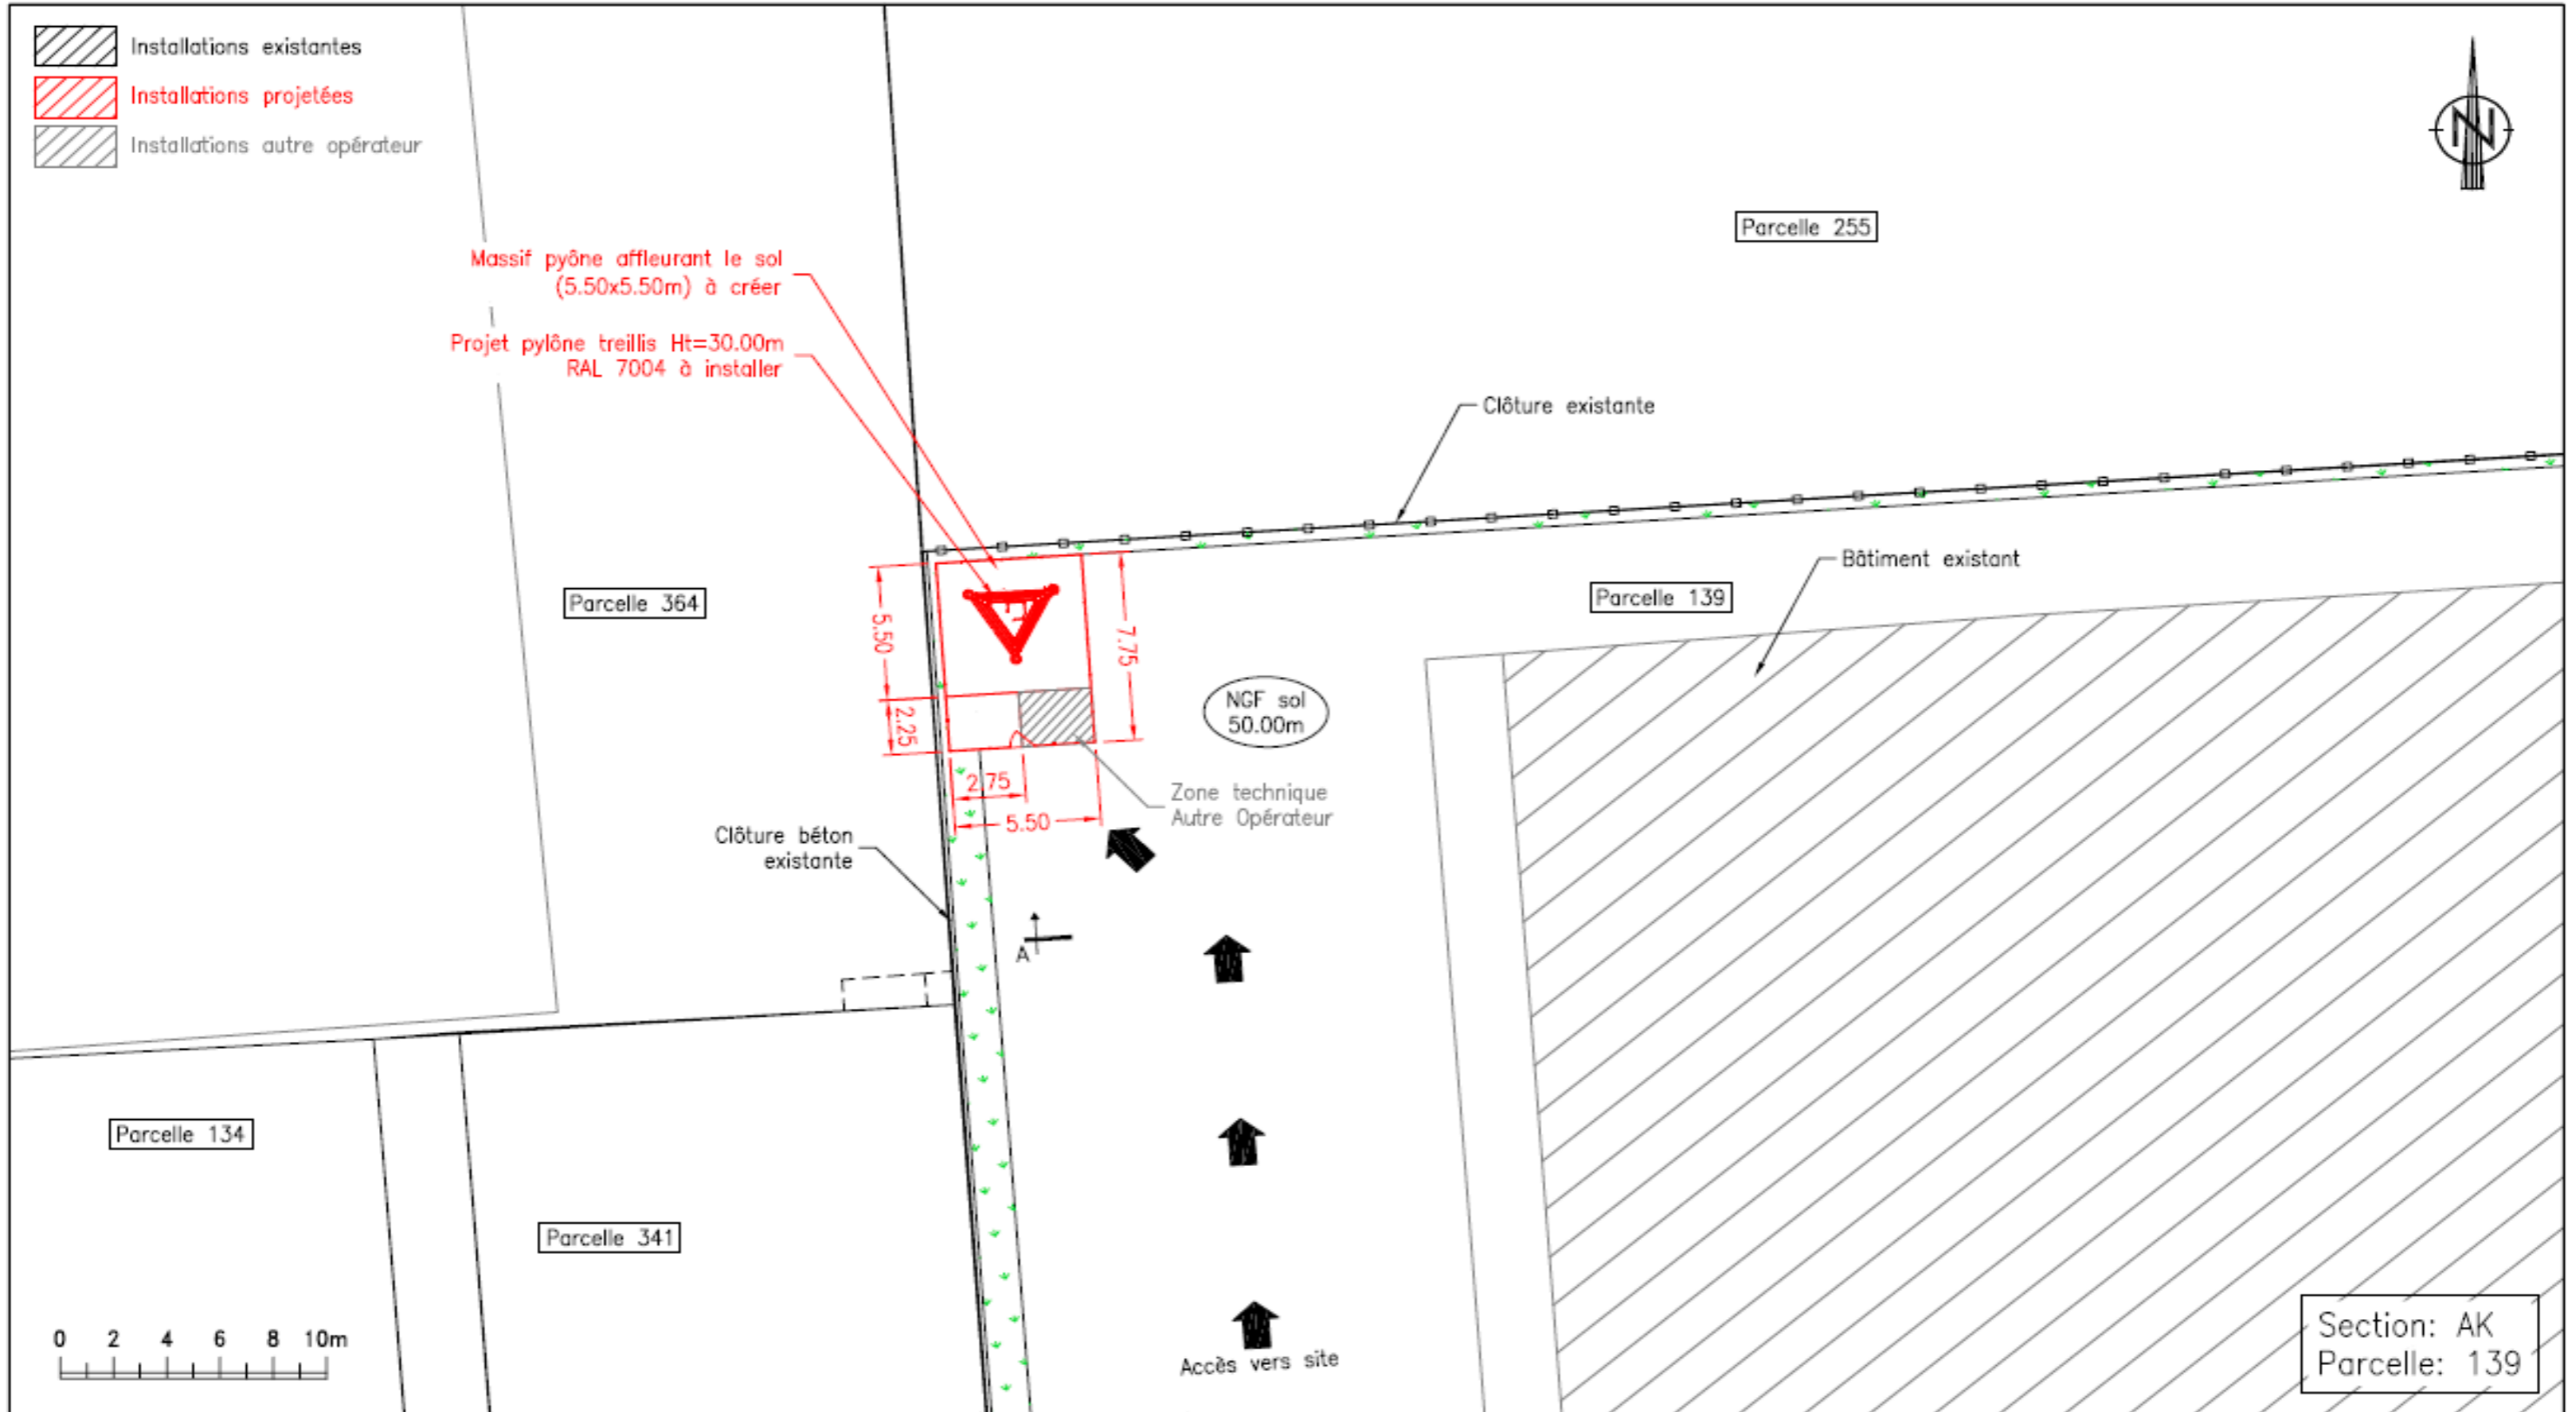 Installations existantes
Installations projetées
Installations autre opérateur
N
Parcelle 255
Massif pyône affleurant le sol
(5.50x5.50m) à créer
Projet pylône treillis Ht=30.00m
RAL 7004 à installer
Clôture existante
Bâtiment existant
Parcelle 364
Parcelle 139
5.50
7.75
2.25
NGF sol
50.00m
2.75
5.50
Zone technique
Autre Opérateur
Clôture béton
existante
A
Parcelle 134
Parcelle 341
0 2 4 6 8 10m
Accès vers site
Section: AK
Parcelle: 139